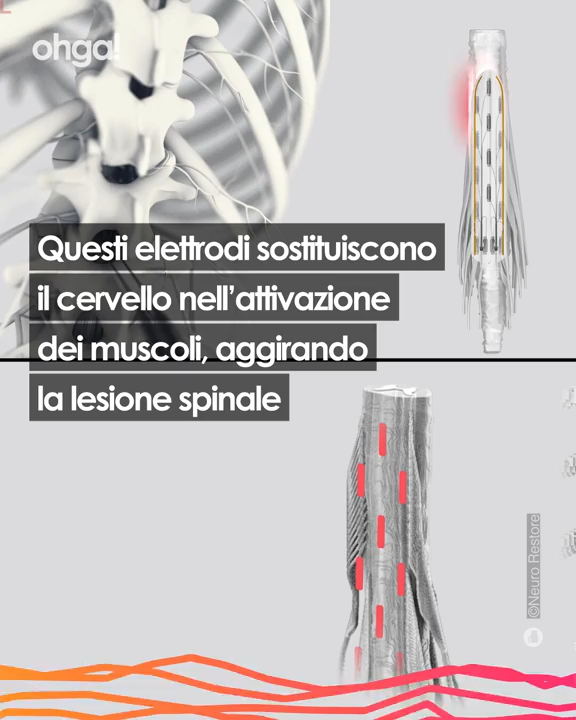 ohga!
Questi elettrodi sostituiscono
il cervello nell'attivazione
dei muscoli, aggirando
la lesione spinale
©Neuro Restore